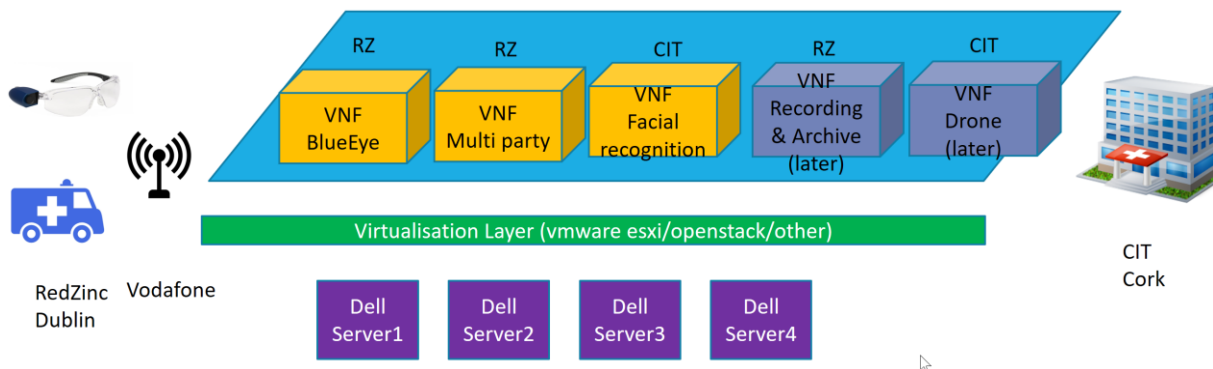 RZ
RZ
CIT
RZ
CIT
VNF
BlueEye
VNF
Multi party
VNF
Facial
recognition
VNF
Recording
& Archive
(later)
VNF
Drone
(later)
Virtualisation Layer (vmware esxi/openstack/other)
RedZinc
Dublin
Vodafone
Dell
Server1
Dell
Server2
Dell
Server3
Dell
Server4
CIT
Cork